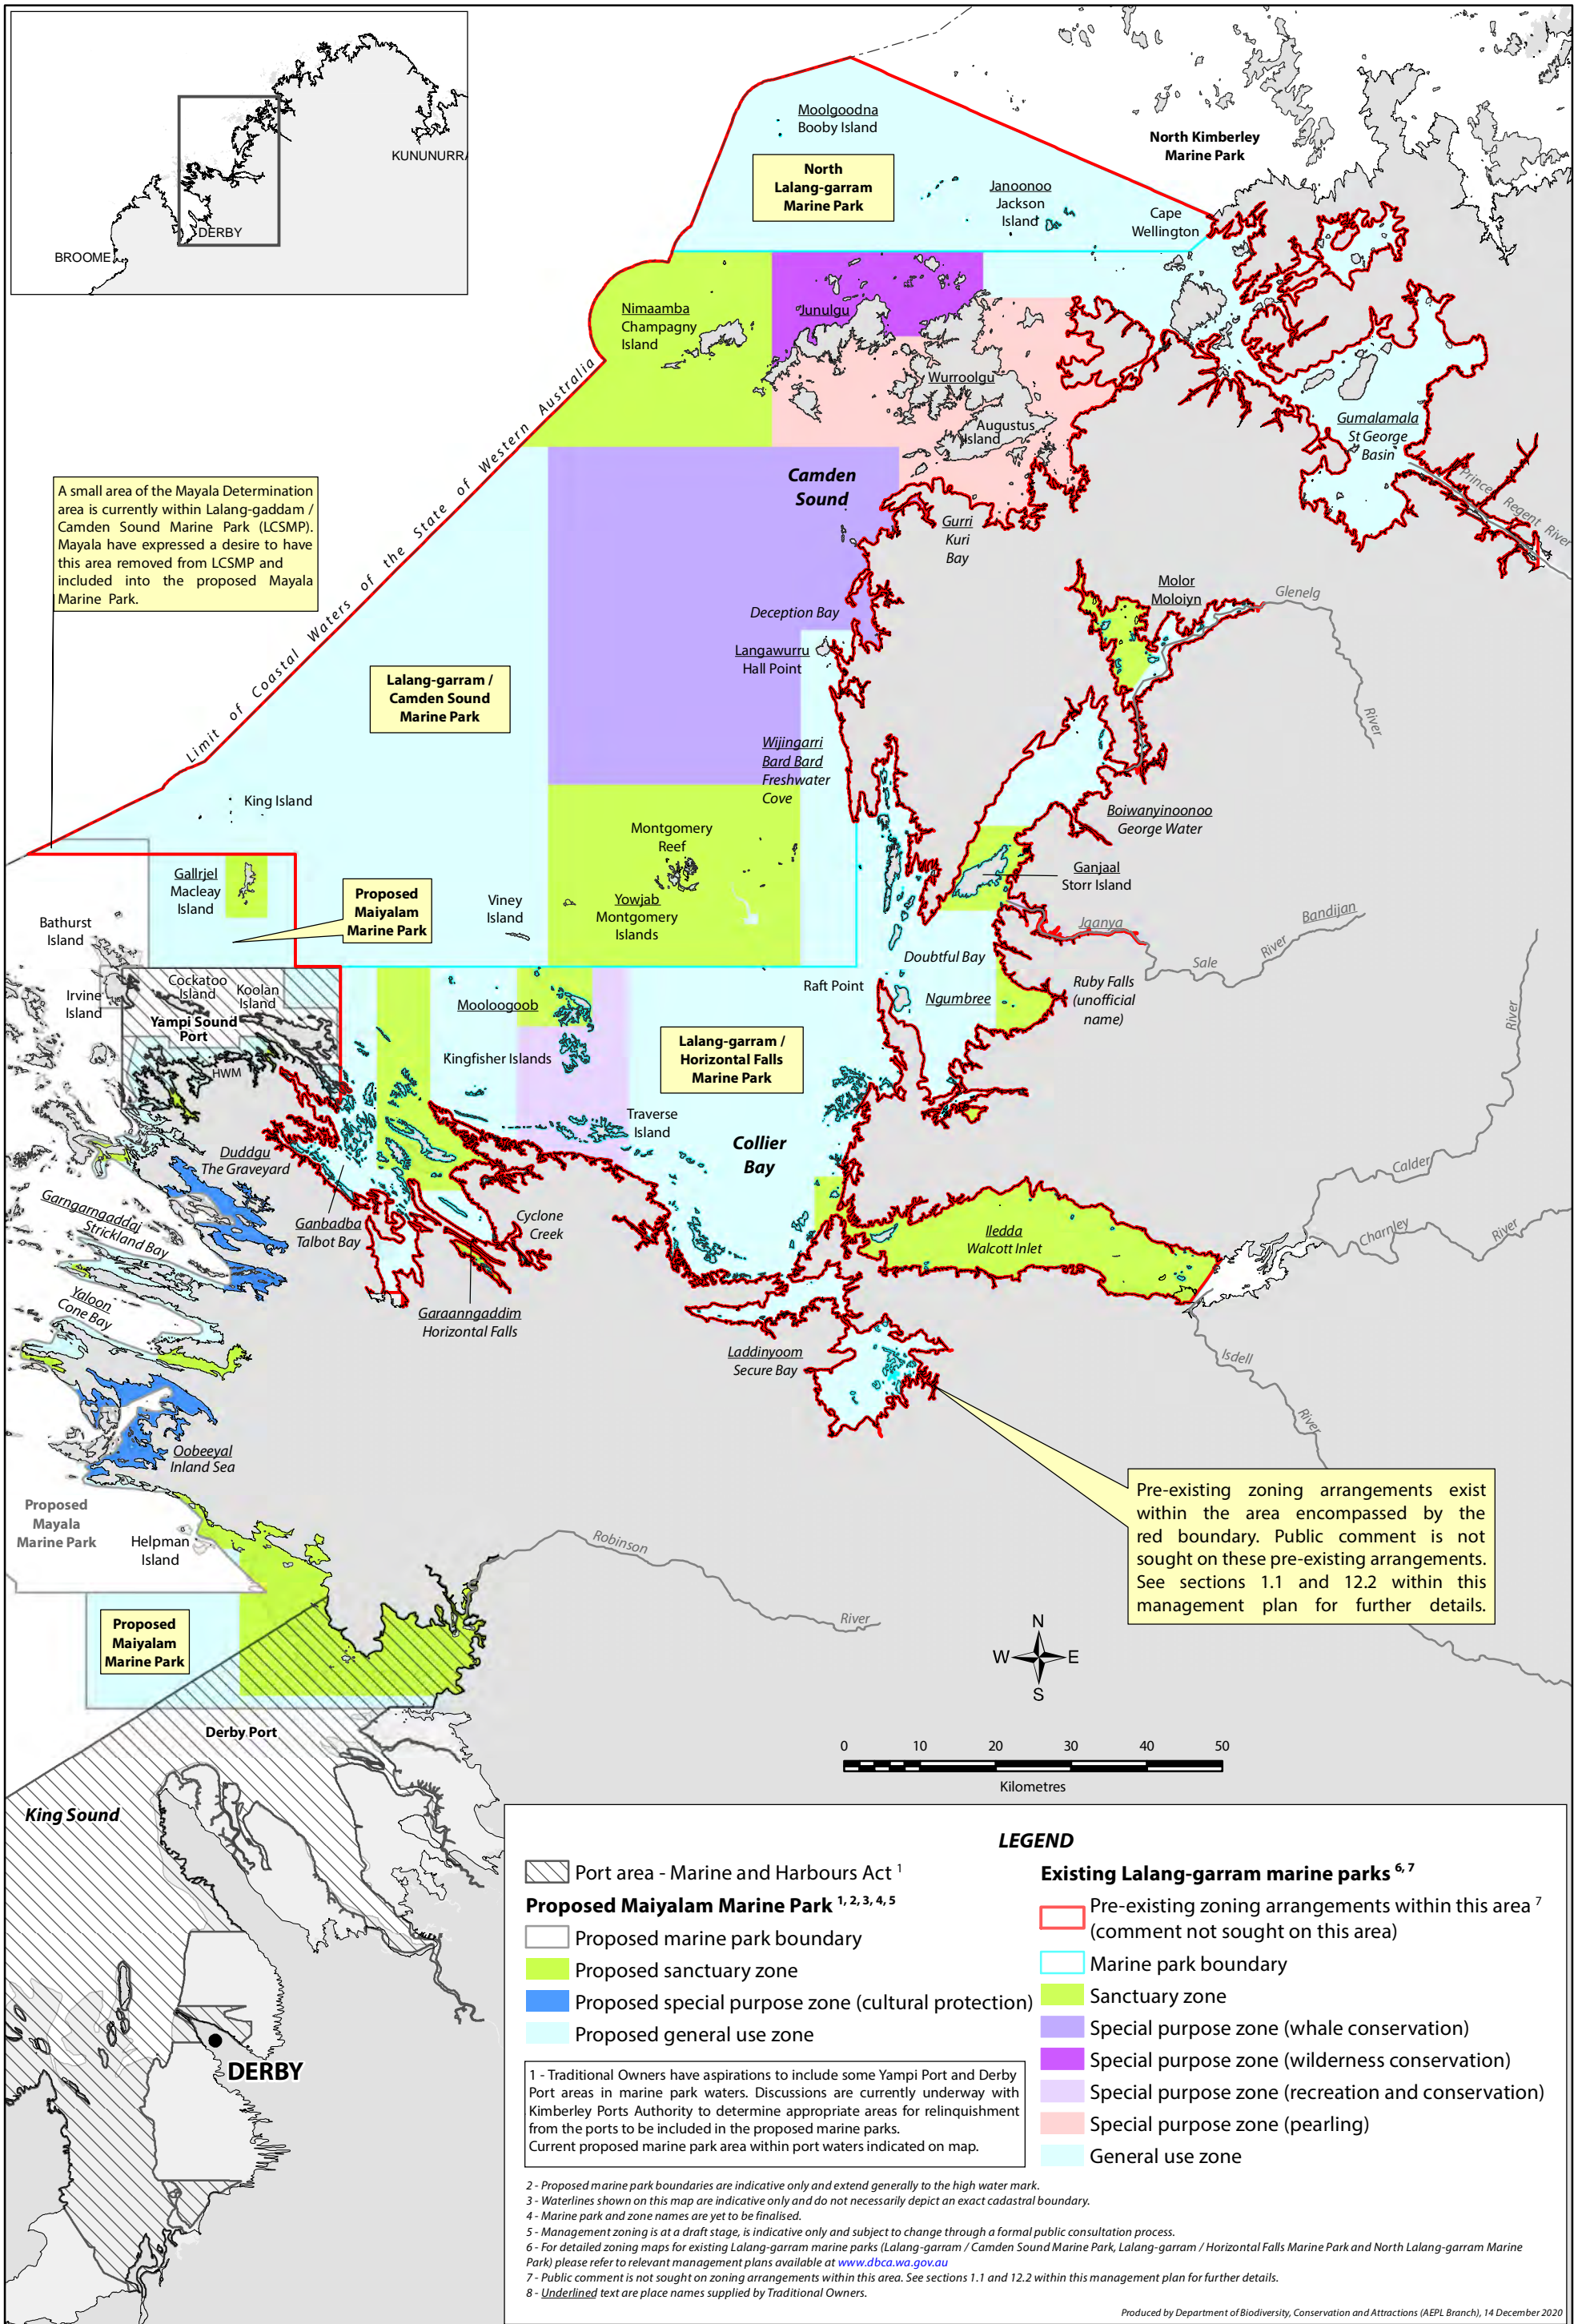 KUNUNURRA
DERBY
BROOME
Moolgoodna
Booby Island
North Kimberley
Marine Park
North
Lalang-garram
Marine Park
Janoonoo
Jackson
Island
Cape
Wellington
Nimaamba
Champagny
Island
Junulgu
Wurroolgu
Augustus
Island
Gumalamala
St George
Basin
Prince Regent River
Limit of Coastal Waters of the State of Western Australia
Camden
Sound
Gurri
Kuri
Bay
A small area of the Mayala Determination
area is currently within Lalang-gaddam /
Camden Sound Marine Park (LCSMP).
Mayala have expressed a desire to have
this area removed from LCSMP and
included into the proposed Mayala
Marine Park.
Deception Bay
Molor
Moloiyn
Glenelg
River
Langawurru
Hall Point
Lalang-garram /
Camden Sound
Marine Park
Wijingarri
Bard Bard
Freshwater
Cove
King Island
Boiwanyinoonoo
George Water
Montgomery
Reef
Gallrjel
Macleay
Island
Proposed
Maiyalam
Marine Park
Viney
Island
Yowjab
Montgomery
Islands
Ganjaal
Storr Island
Bathurst
Island
Jganya
Bandijan
River
Sale
Doubtful Bay
Cockatoo
Island
Koolan
Island
Irvine
Island
Yampi Sound
Port
HWM
Mooloogoob
Raft Point
Ngumbree
Ruby Falls
(unofficial
name)
River
Kingfisher Islands
Lalang-garram /
Horizontal Falls
Marine Park
Traverse
Island
Collier
Bay
Duddgu
The Graveyard
Calder
Garngarngaddai
Strickland Bay
Ganbadba
Talbot Bay
Cyclone
Creek
Iledda
Walcott Inlet
Charnley
River
Yaloon
Cone Bay
Garaanngaddim
Horizontal Falls
Laddinyoom
Secure Bay
Isdell
River
Oobeeyal
Inland Sea
Proposed
Mayala
Marine Park
Helpman
Island
Robinson
River
Pre-existing zoning arrangements exist
within the area encompassed by the
red boundary. Public comment is not
sought on these pre-existing arrangements.
See sections 1.1 and 12.2 within this
management plan for further details.
Proposed
Maiyalam
Marine Park
N
W E
S
Derby Port
0 10 20 30 40 50
Kilometres
King Sound
DERBY
LEGEND
Port area - Marine and Harbours Act 1
Proposed Maiyalam Marine Park 1, 2, 3, 4, 5
Proposed marine park boundary
Proposed sanctuary zone
Proposed special purpose zone (cultural protection)
Proposed general use zone
Existing Lalang-garram marine parks 6, 7
Pre-existing zoning arrangements within this area 7
(comment not sought on this area)
Marine park boundary
Sanctuary zone
Special purpose zone (whale conservation)
Special purpose zone (wilderness conservation)
Special purpose zone (recreation and conservation)
Special purpose zone (pearling)
General use zone
1 - Traditional Owners have aspirations to include some Yampi Port and Derby
Port areas in marine park waters. Discussions are currently underway with
Kimberley Ports Authority to determine appropriate areas for relinquishment
from the ports to be included in the proposed marine parks.
Current proposed marine park area within port waters indicated on map.
2 - Proposed marine park boundaries are indicative only and extend generally to the high water mark.
3 - Waterlines shown on this map are indicative only and do not necessarily depict an exact cadastral boundary.
4 - Marine park and zone names are yet to be finalised.
5 - Management zoning is at a draft stage, is indicative only and subject to change through a formal public consultation process.
6 - For detailed zoning maps for existing Lalang-garram marine parks (Lalang-garram / Camden Sound Marine Park, Lalang-garram / Horizontal Falls Marine Park and North Lalang-garram Marine
Park) please refer to relevant management plans available at www.dbca.wa.gov.au
7 - Public comment is not sought on zoning arrangements within this area. See sections 1.1 and 12.2 within this management plan for further details.
8 - Underlined text are place names supplied by Traditional Owners.
Produced by Department of Biodiversity, Conservation and Attractions (AEPL Branch), 14 December 2020